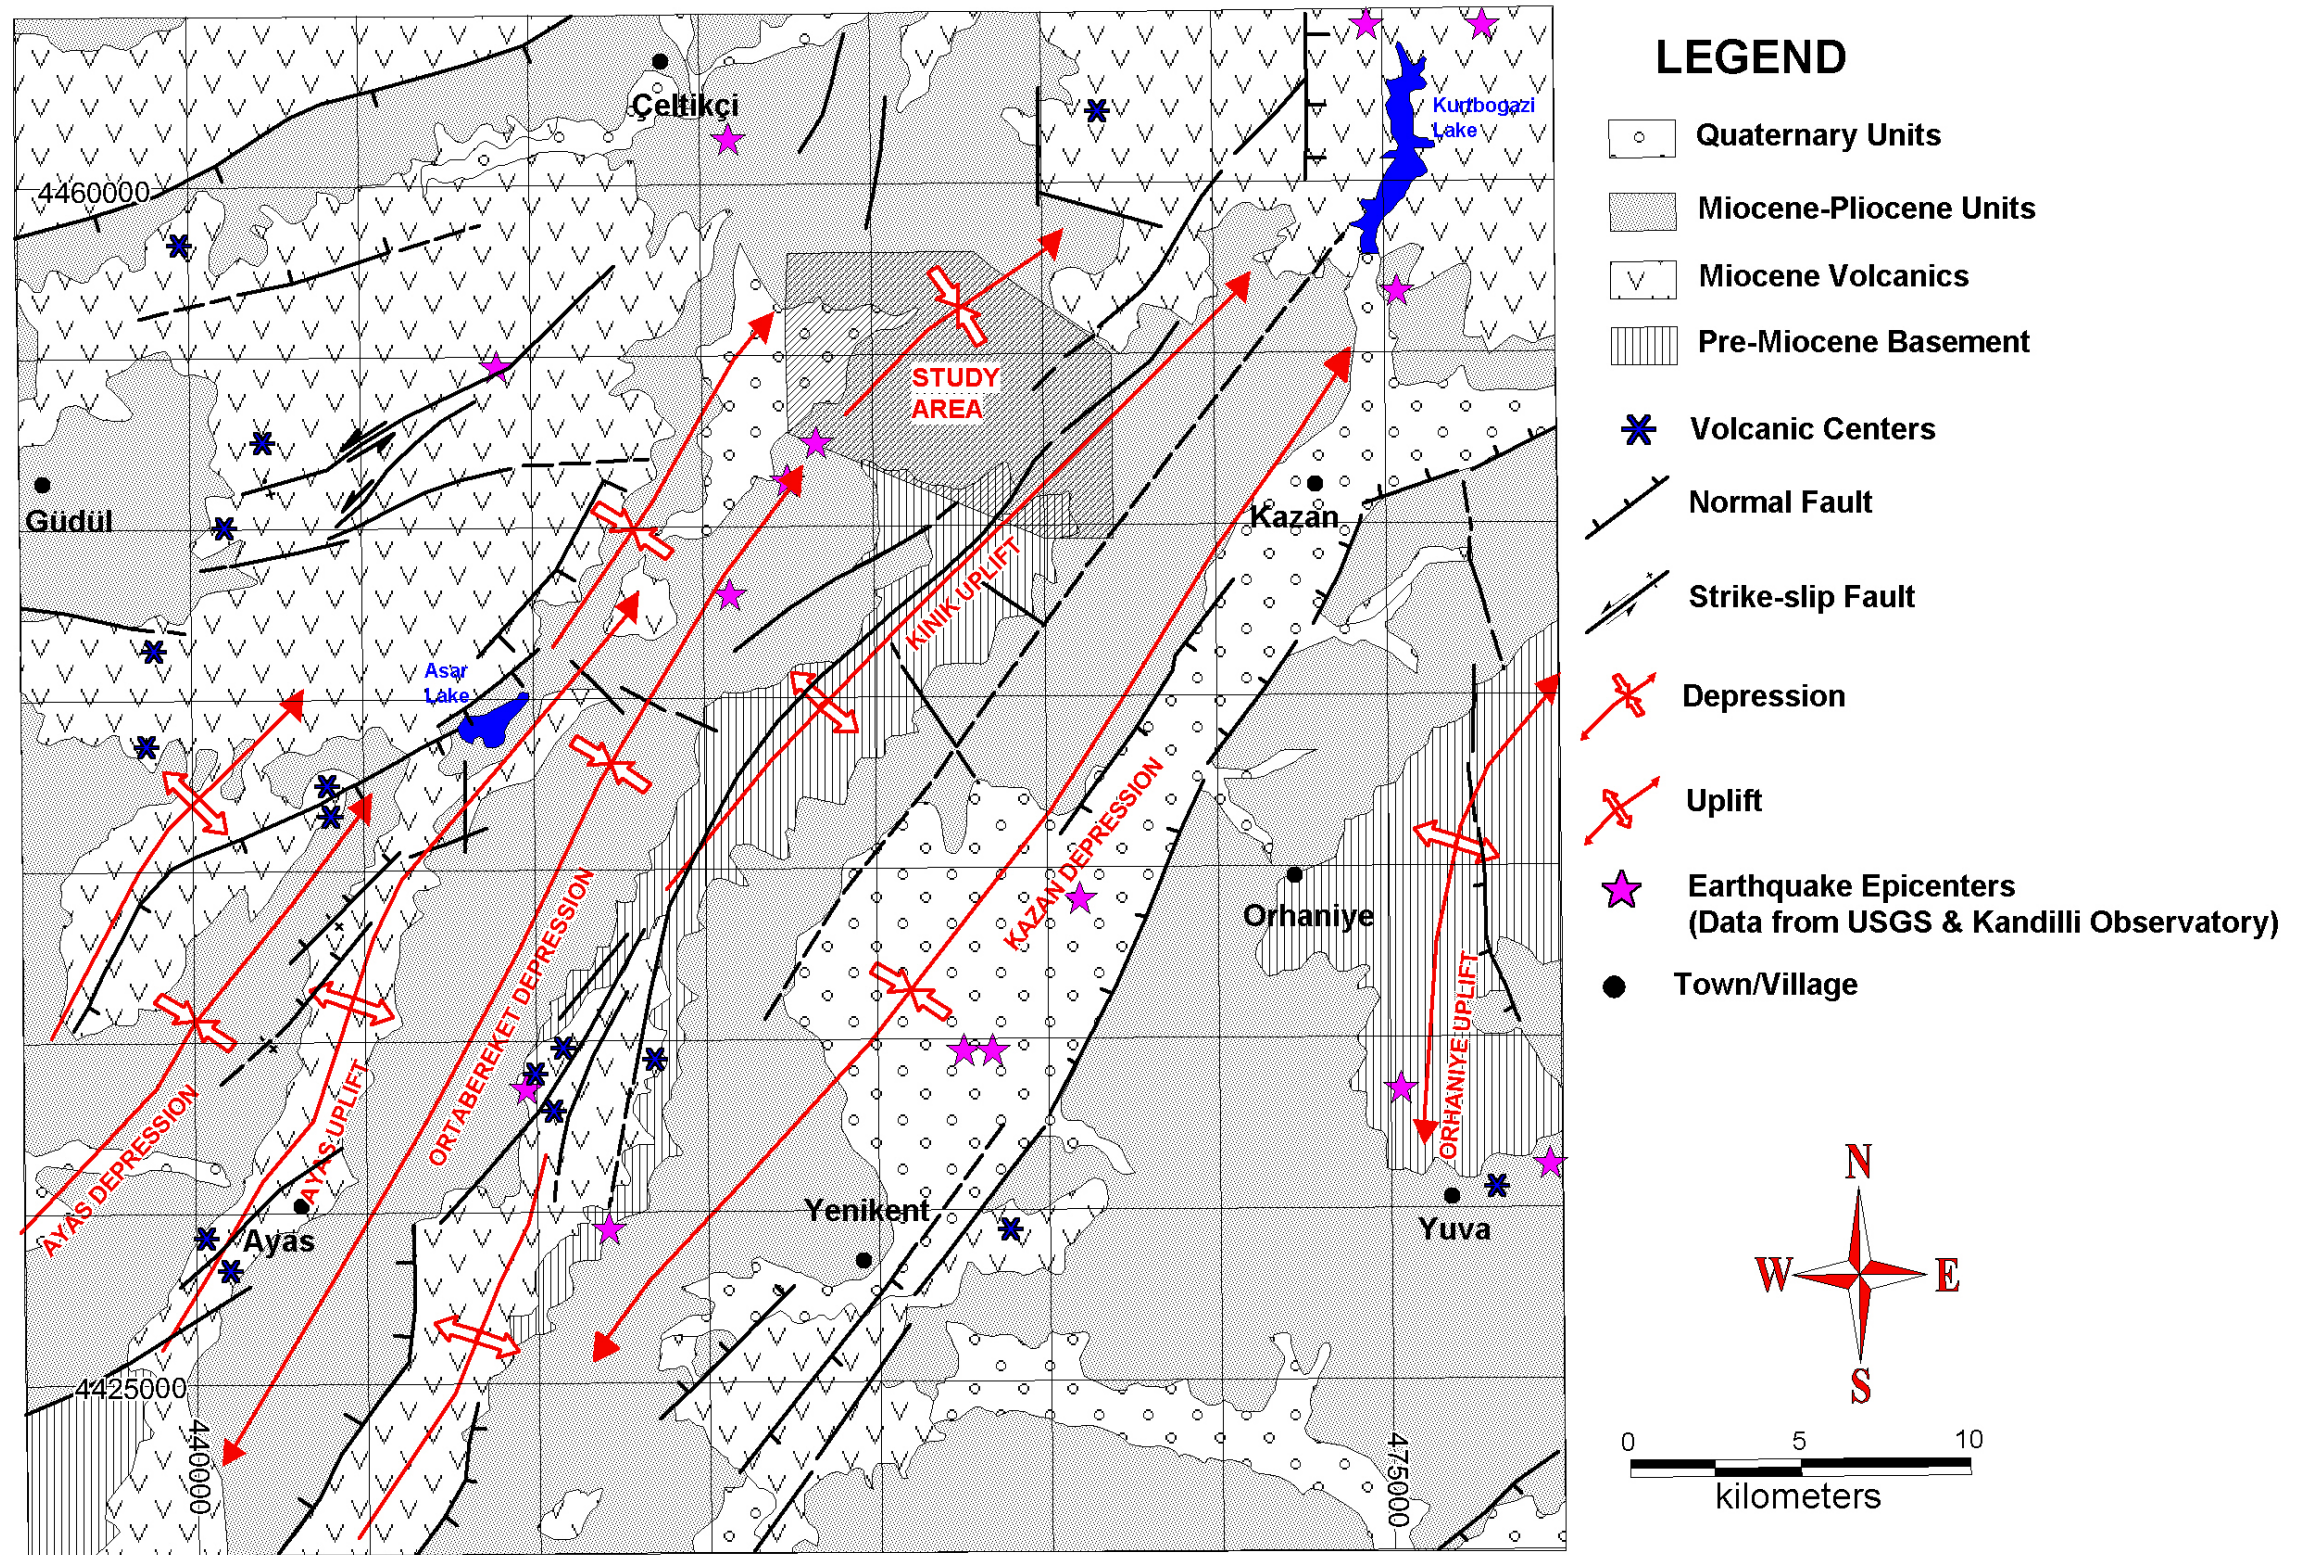 Çeltikçi
Kurtbogazi
Lake
4460000
STUDY
AREA
Güdül
Kazan
KINIK UPLIFT
Asar
Lake
KAZAN DEPRESSION
ORTABEREKET DEPRESSION
Orhaniye
ORHANIYE UPLIFT
AYAS DEPRESSION
AYAS UPLIFT
Ayas
Yenikent
Yuva
4425000
440000
475000
LEGEND
Quaternary Units
Miocene-Pliocene Units
Miocene Volcanics
Pre-Miocene Basement
Volcanic Centers
Normal Fault
Strike-slip Fault
Depression
Uplift
Earthquake Epicenters
(Data from USGS & Kandilli Observatory)
Town/Village
N
W E
S
0 5 10
kilometers